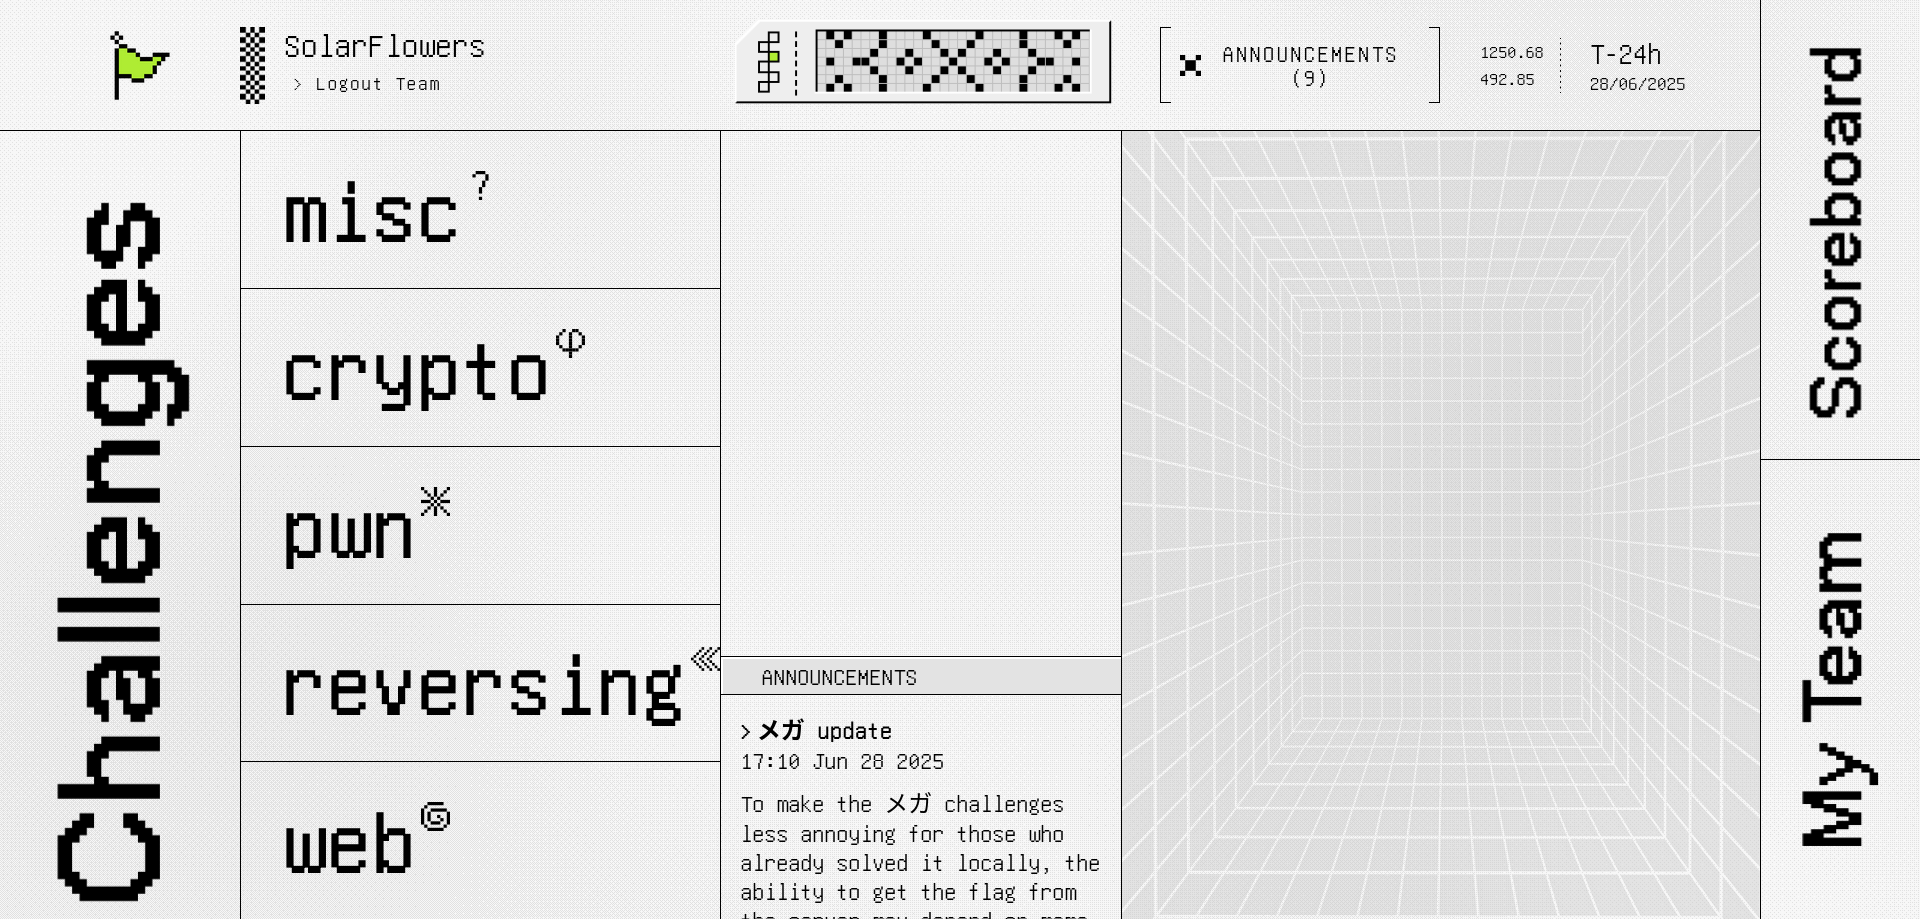 SolarFlowers
> Logout Team
ANNOUNCEMENTS
(9)
1250.68
492.85
T-24h
28/06/2025
Challenges
misc?
cryptoφ
pwn*
reversing
web
ANNOUNCEMENTS
> メガ update
17:10 Jun 28 2025
To make the メガ challenges
less annoying for those who
already solved it locally, the
ability to get the flag from
Scoreboard
My Team